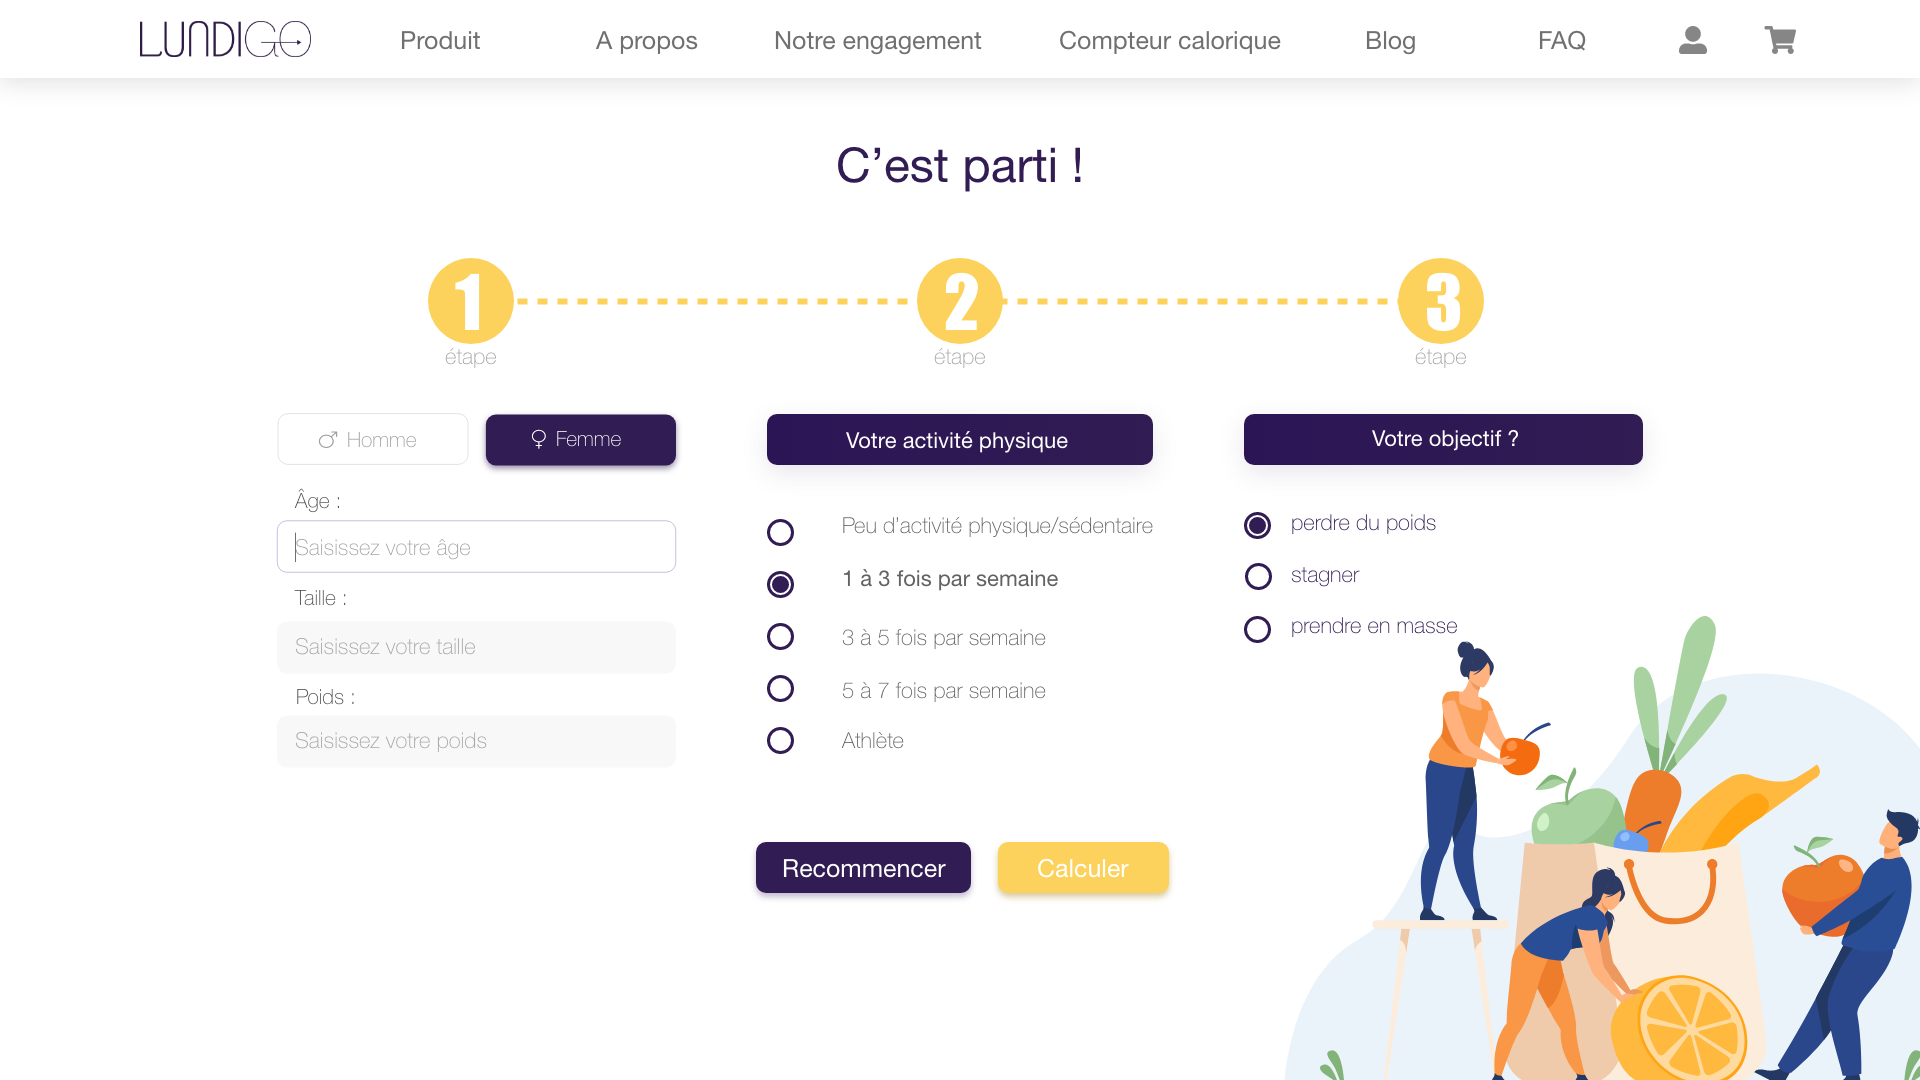 LUNDIGO Produit A propos Notre engagement Compteur calorique Blog FAQ
C’est parti !
1 2 3
étape étape étape
♂ Homme ♀ Femme
Âge :
Saisissez votre âge
Taille :
Saisissez votre taille
Poids :
Saisissez votre poids
Votre activité physique
Peu d’activité physique/sédentaire
1 à 3 fois par semaine
3 à 5 fois par semaine
5 à 7 fois par semaine
Athlète
Votre objectif ?
perdre du poids
stagner
prendre en masse
Recommencer Calculer